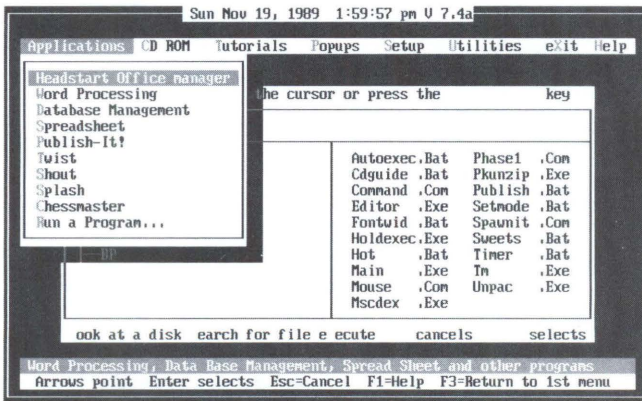 Sun Nov 19, 1989 1:59:57 pm V 7.4a
Applications CD ROM Tutorials Popups Setup Utilities eXit Help
Headstart Office manager
Word Processing
Database Management
Spreadsheet
Publish-It!
Twist
Shout
Splash
Chessmaster
Run a Program...
the cursor or press the key
BP
Autoexec.Bat Phase1 .Com
Cdguide .Bat Pkunzip .Exe
Command .Com Publish .Bat
Editor .Exe Setmode .Bat
Fontwid .Bat Spawnit .Com
Holdexec.Exe Sweets .Bat
Hot .Bat Timer .Bat
Main .Exe Tm .Exe
Mouse .Com Unpac .Exe
Mscdex .Exe
ook at a disk earch for file e ecute cancels selects
Word Processing, Data Base Management, Spread Sheet and other programs
Arrows point Enter selects Esc=Cancel F1=Help F3=Return to 1st menu